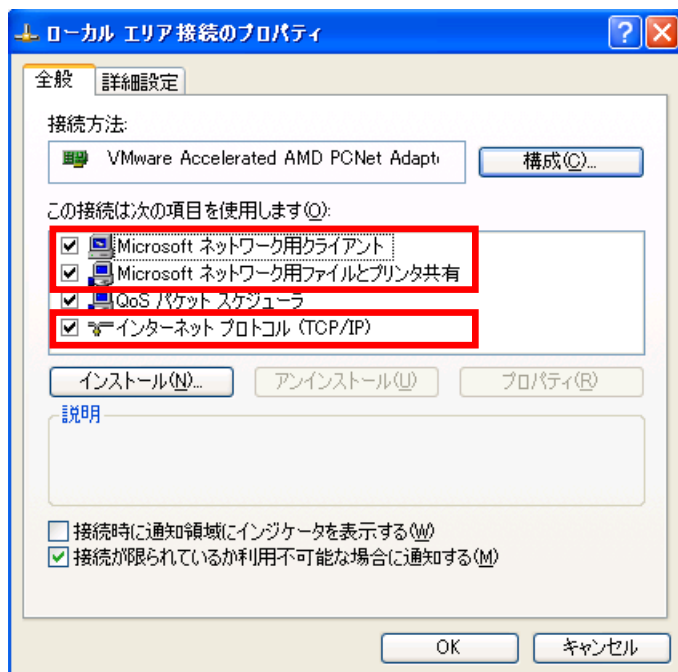 ローカル エリア接続のプロパティ
全般
詳細設定
接続方法:
VMware Accelerated AMD PCNet Adapt
構成(C)...
この接続は次の項目を使用します(O):
Microsoft ネットワーク用クライアント
Microsoft ネットワーク用ファイルとプリンタ共有
QoS パケット スケジューラ
インターネット プロトコル (TCP/IP)
インストール(N)...
アンインストール(U)
プロパティ(R)
説明
接続時に通知領域にインジケータを表示する(W)
接続が限られているか利用不可能な場合に通知する(M)
OK
キャンセル